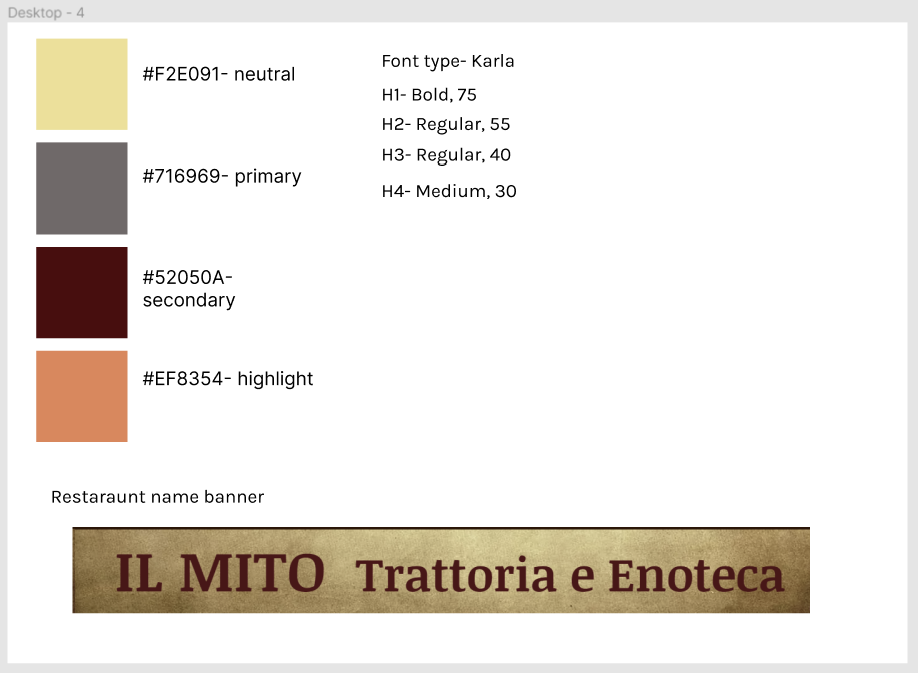 Desktop - 4
#F2E091- neutral
#716969- primary
#52050A-
secondary
#EF8354- highlight
Font type- Karla
H1- Bold, 75
H2- Regular, 55
H3- Regular, 40
H4- Medium, 30
Restaraunt name banner
IL MITO Trattoria e Enoteca